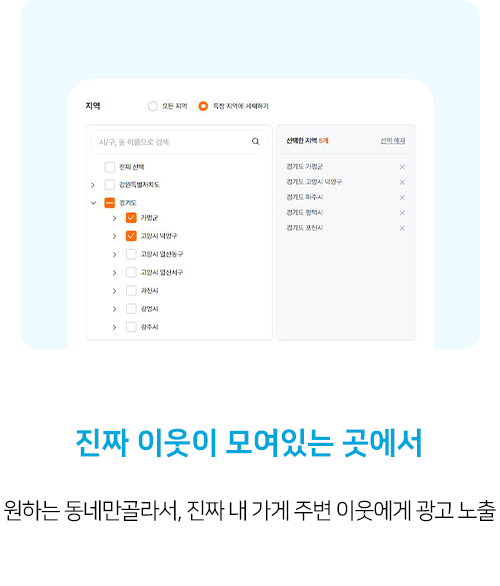 지역 모든 지역 특정 지역에 게재하기
시/구, 동 이름으로 검색
전체 선택
강원특별자치도
경기도
가평군
고양시 덕양구
고양시 일산동구
고양시 일산서구
과천시
광명시
광주시
선택한 지역 5개 선택 해제
경기도 가평군
경기도 고양시 덕양구
경기도 파주시
경기도 평택시
경기도 포천시
진짜 이웃이 모여있는 곳에서
원하는 동네만골라서, 진짜 내 가게 주변 이웃에게 광고 노출